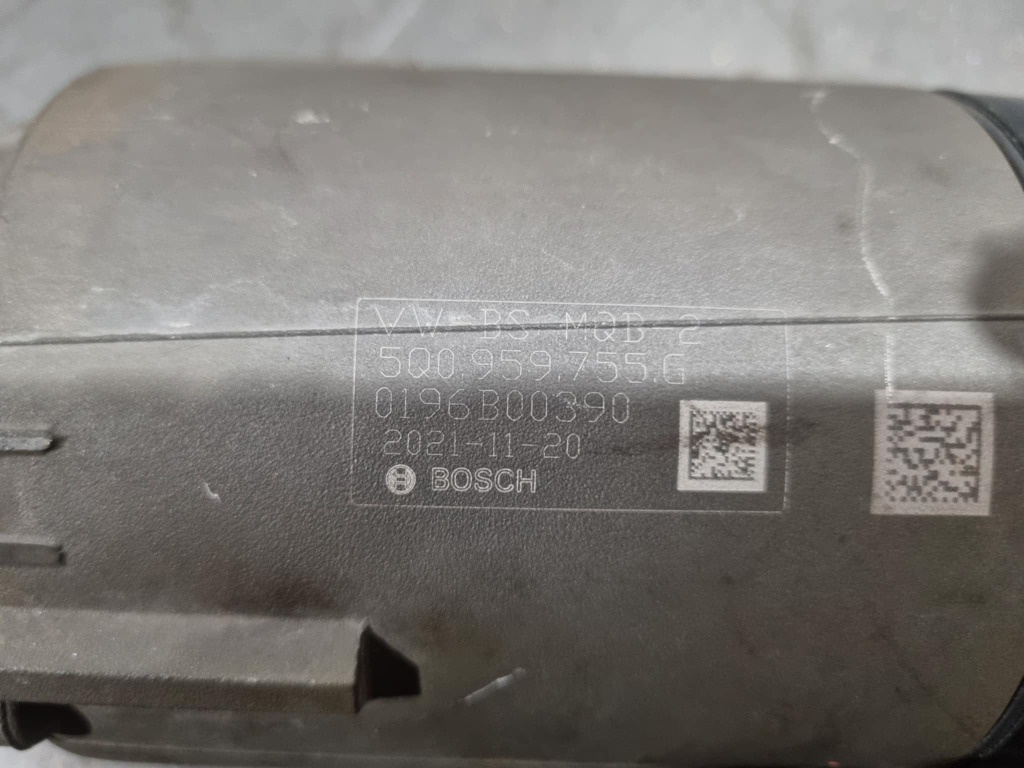 VW BS MQB-2
5Q0.959.755.G
0196B00390
2021-11-20
BOSCH